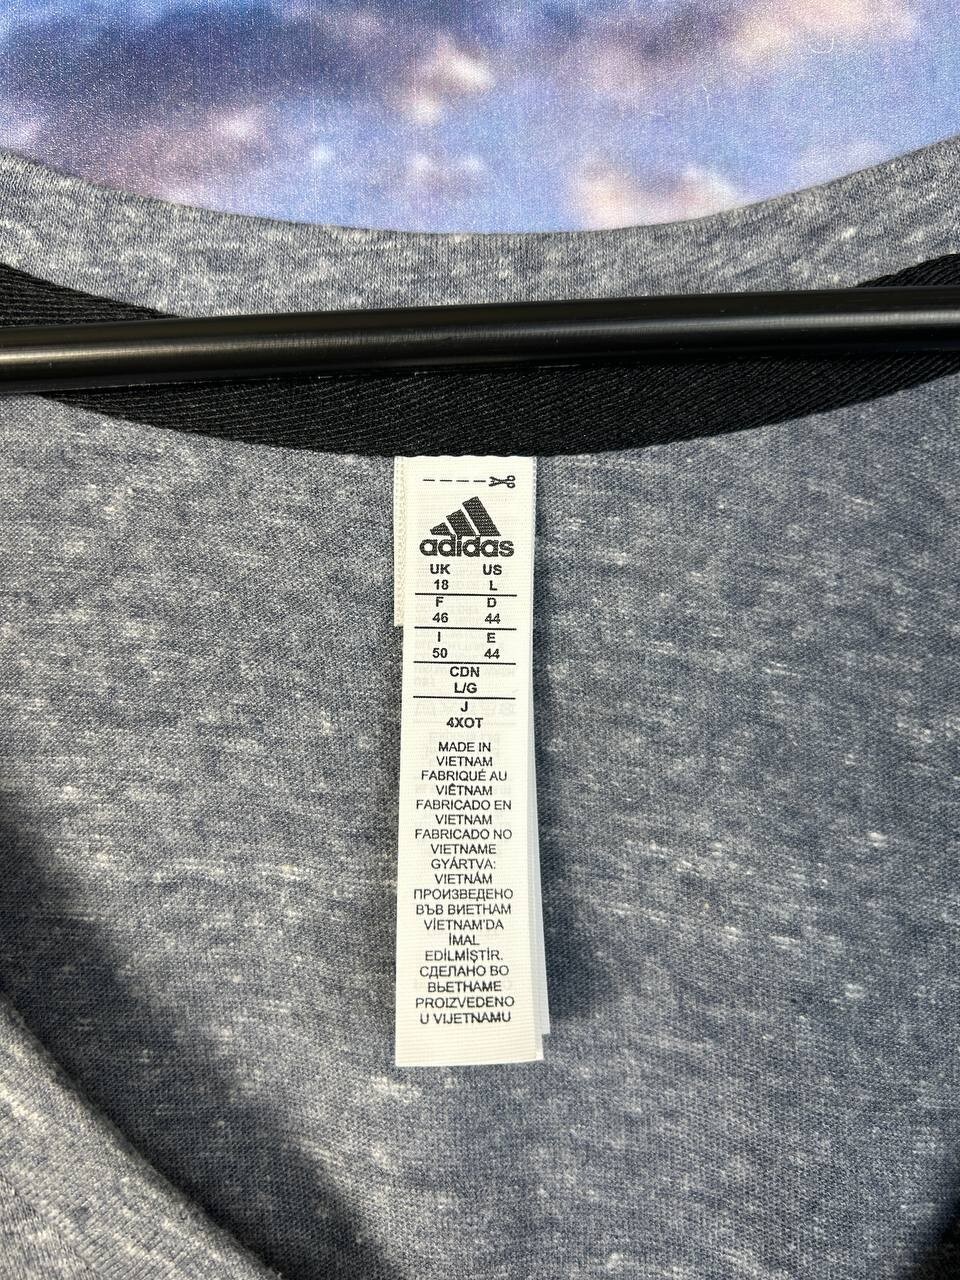 adidas
UK US
18 L
F D
46 44
I E
50 44
CDN
L/G
J
4XOT
MADE IN
VIETNAM
FABRIQUÉ AU
VIÊTNAM
FABRICADO EN
VIETNAM
FABRICADO NO
VIETNAME
GYÁRTVA:
VIETNÁM
ПРОИЗВЕДЕНО
ВЪВ ВИЕТНАМ
VİETNAM'DA
İMAL
EDİLMİŞTİR.
СДЕЛАНО ВО
ВЬЕТНАМЕ
PROIZVEDENO
U VIJETNAMU